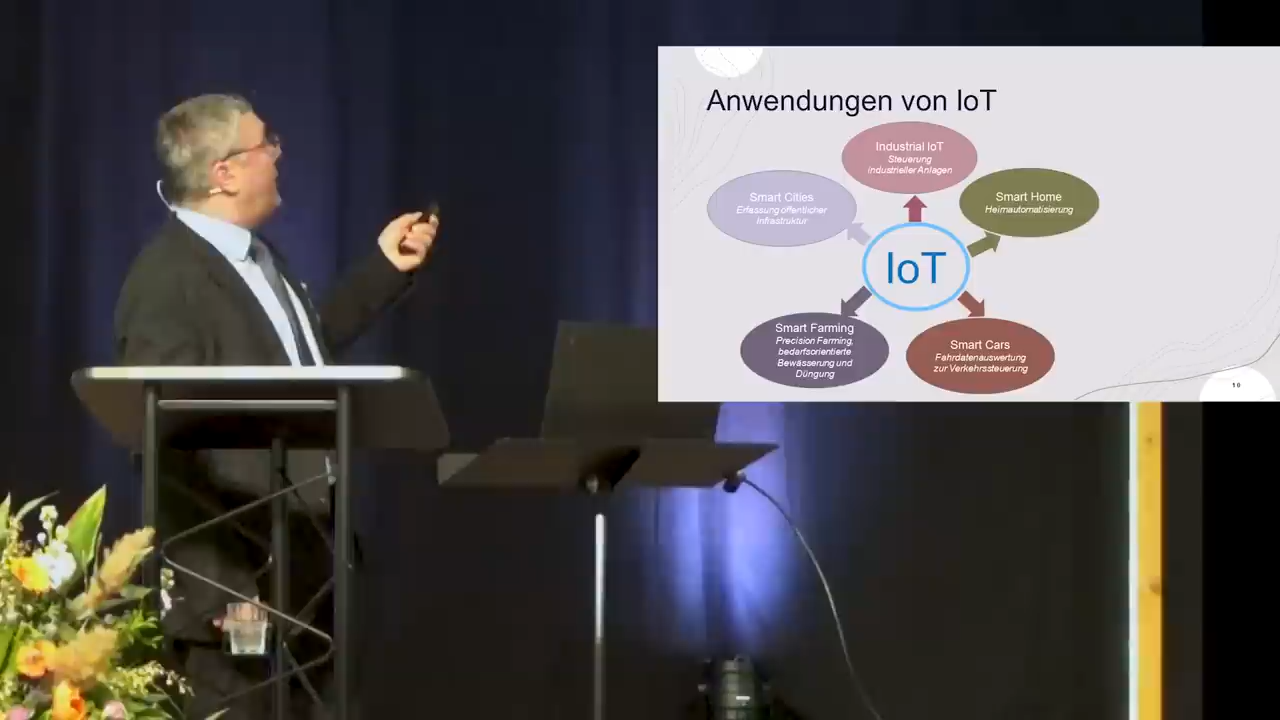 Anwendungen von IoT
Industrial IoT
Steuerung
industrieller Anlagen
Smart Cities
Erfassung öffentlicher
Infrastruktur
Smart Home
Heimautomatisierung
IoT
Smart Farming
Precision Farming,
bedarfsorientierte
Bewässerung und
Düngung
Smart Cars
Fahrdatenauswertung
zur Verkehrssteuerung
10